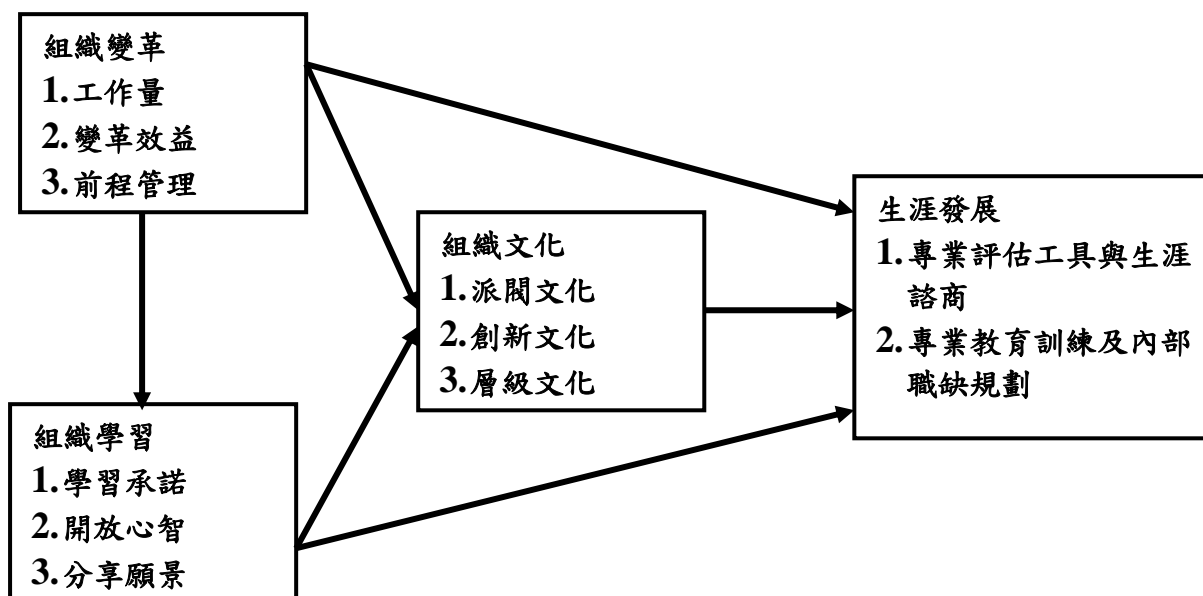 組織變革
1.工作量
2.變革效益
3.前程管理
組織文化
1.派閥文化
2.創新文化
3.層級文化
生涯發展
1.專業評估工具與生涯
諮商
2.專業教育訓練及內部
職缺規劃
組織學習
1.學習承諾
2.開放心智
3.分享願景